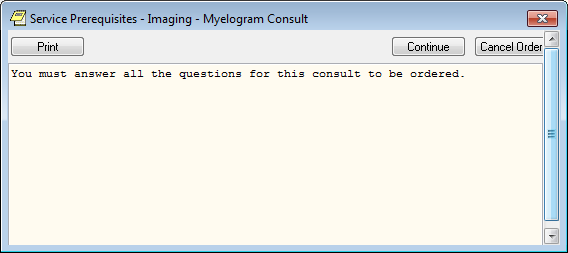 Service Prerequisites - Imaging - Myelogram Consult
Print
Continue
Cancel Order
You must answer all the questions for this consult to be ordered.